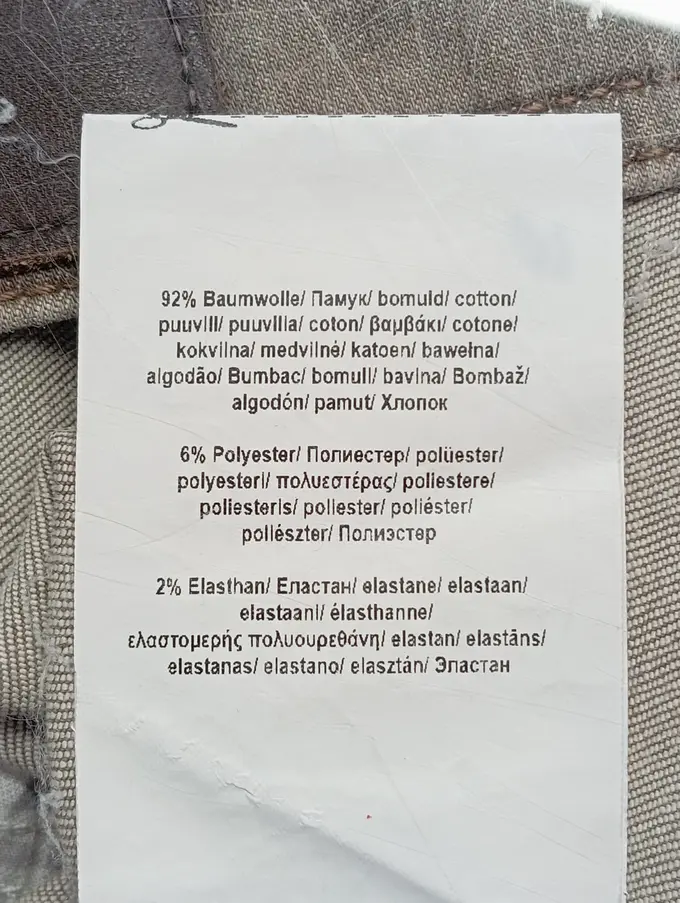 92% Baumwolle/ Памук/ bomuld/ cotton/
puuvill/ puuvilla/ coton/ βαμβάκι/ cotone/
kokvilna/ medvilnė/ katoen/ bawełna/
algodão/ Bumbac/ bomull/ bavlna/ Bombaž/
algodón/ pamut/ Хлопок
6% Polyester/ Полиестер/ polüester/
polyesteri/ πολυεστέρας/ poliestere/
poliesteris/ poliester/ poliéster/
poliészter/ Полиэстер
2% Elasthan/ Еластан/ elastane/ elastaan/
elastaani/ élasthanne/
ελαστομερής πολυουρεθάνη/ elastan/ elastāns/
elastanas/ elastano/ elasztán/ Эластан